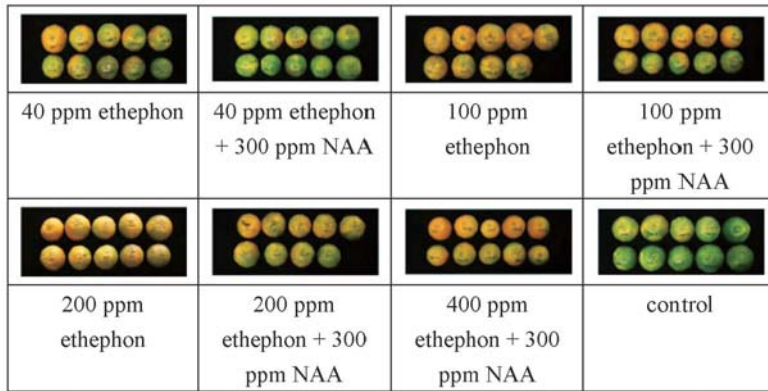 40 ppm ethephon
40 ppm ethephon
+ 300 ppm NAA
100 ppm
ethephon
100 ppm
ethephon + 300
ppm NAA
200 ppm
ethephon
200 ppm
ethephon + 300
ppm NAA
400 ppm
ethephon + 300
ppm NAA
control